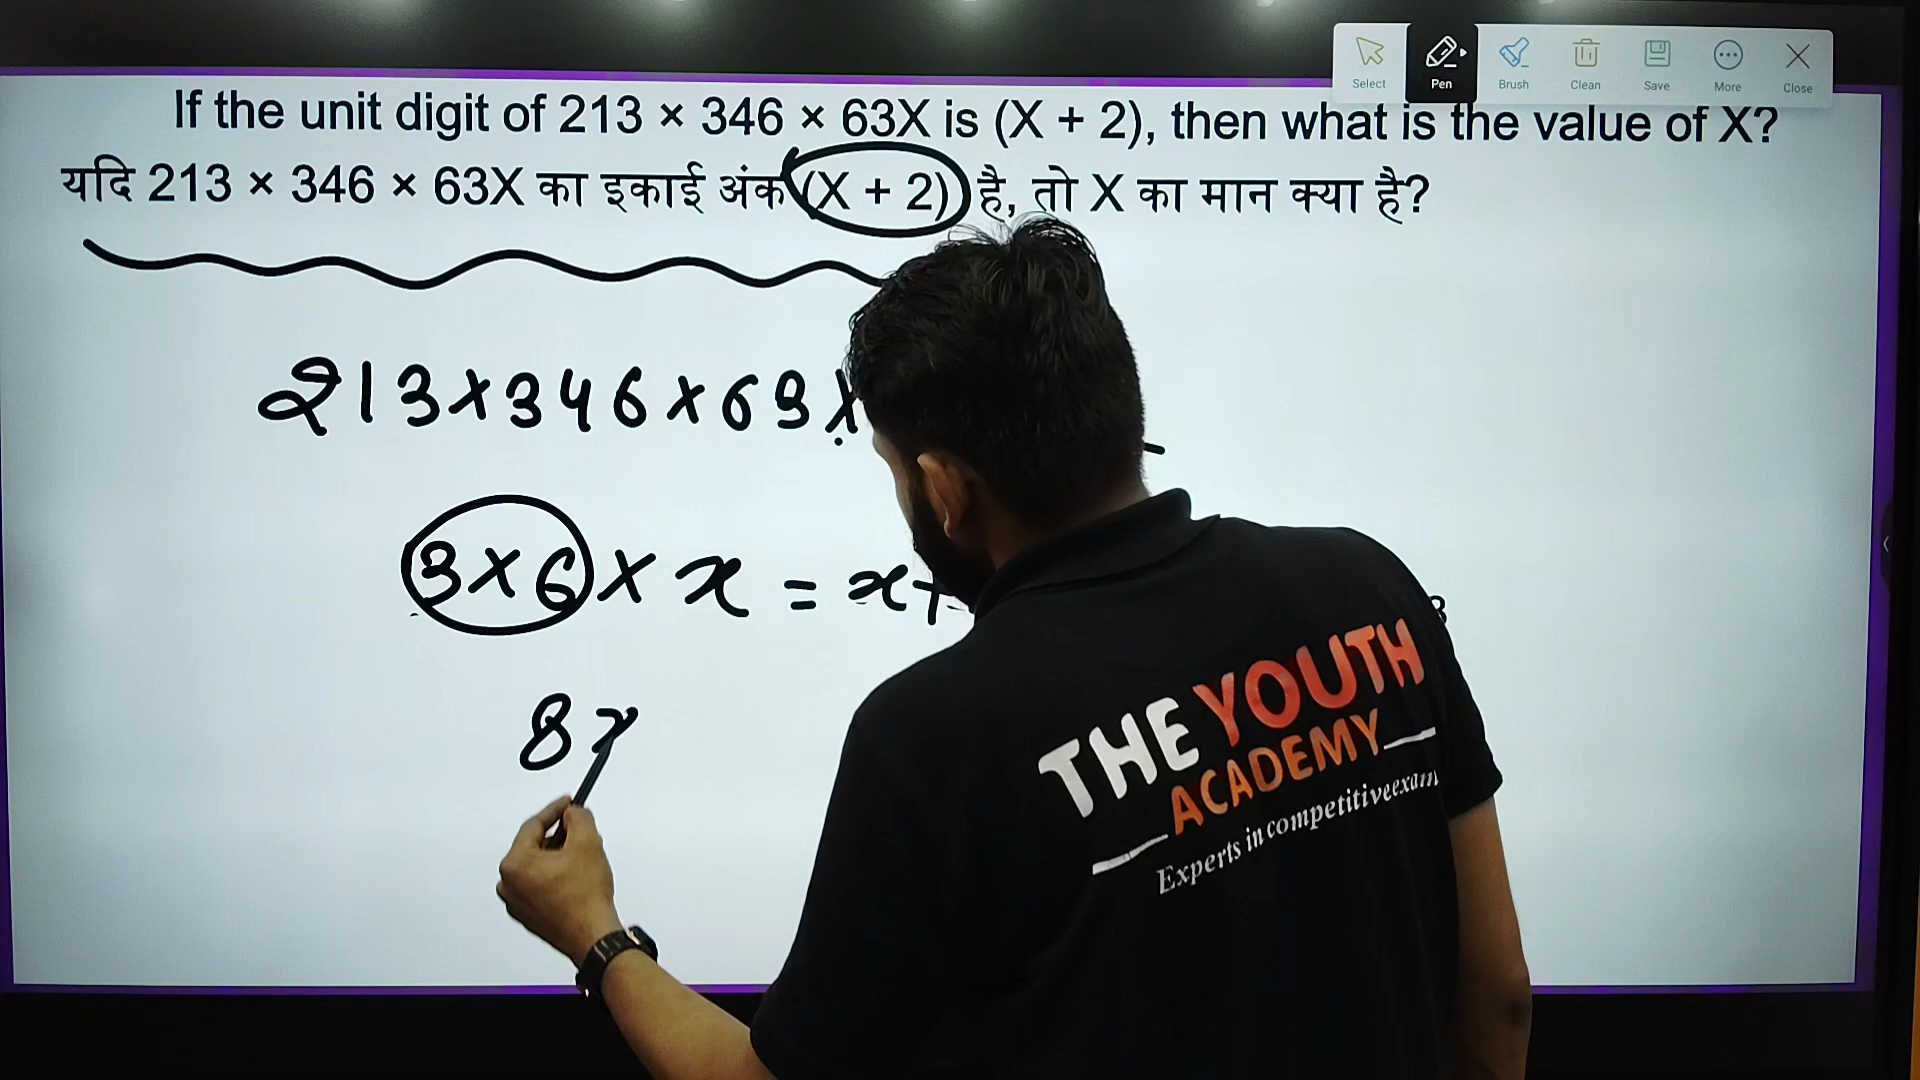 Select Pen Brush Clean Save More Close
If the unit digit of 213 × 346 × 63X is (X + 2), then what is the value of X?
यदि 213 × 346 × 63X का इकाई अंक (X + 2) है, तो X का मान क्या है?
213×346×63X
3×6×x = x+
8x
THE YOUTH
ACADEMY
Experts in competitive exam